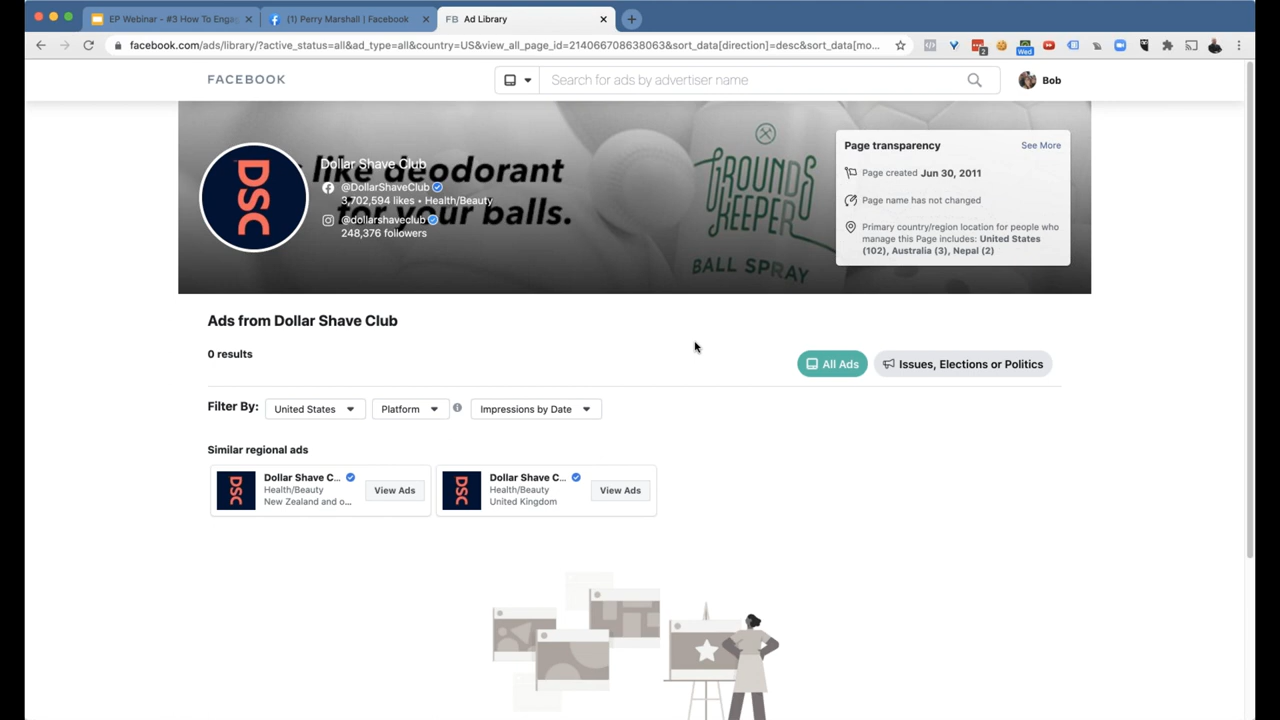 EP Webinar - #3 How To Engag
(1) Perry Marshall | Facebook
FB Ad Library
facebook.com/ads/library/?active_status=all&ad_type=all&country=US&view_all_page_id=214066708638063&sort_data[direction]=desc&sort_data[mo...
2
Wed
FACEBOOK
Search for ads by advertiser name
Bob
like deodorant
your balls.
GROUNDS
KEEPER
BALL SPRAY
DSC
Dollar Shave Club
@DollarShaveClub
3,702,594 likes • Health/Beauty
@dollarshaveclub
248,376 followers
Page transparency
See More
Page created Jun 30, 2011
Page name has not changed
Primary country/region location for people who
manage this Page includes: United States
(102), Australia (3), Nepal (2)
Ads from Dollar Shave Club
0 results
All Ads
Issues, Elections or Politics
Filter By:
United States
Platform
Impressions by Date
Similar regional ads
DSC
Dollar Shave C...
Health/Beauty
New Zealand and o...
View Ads
DSC
Dollar Shave C...
Health/Beauty
United Kingdom
View Ads